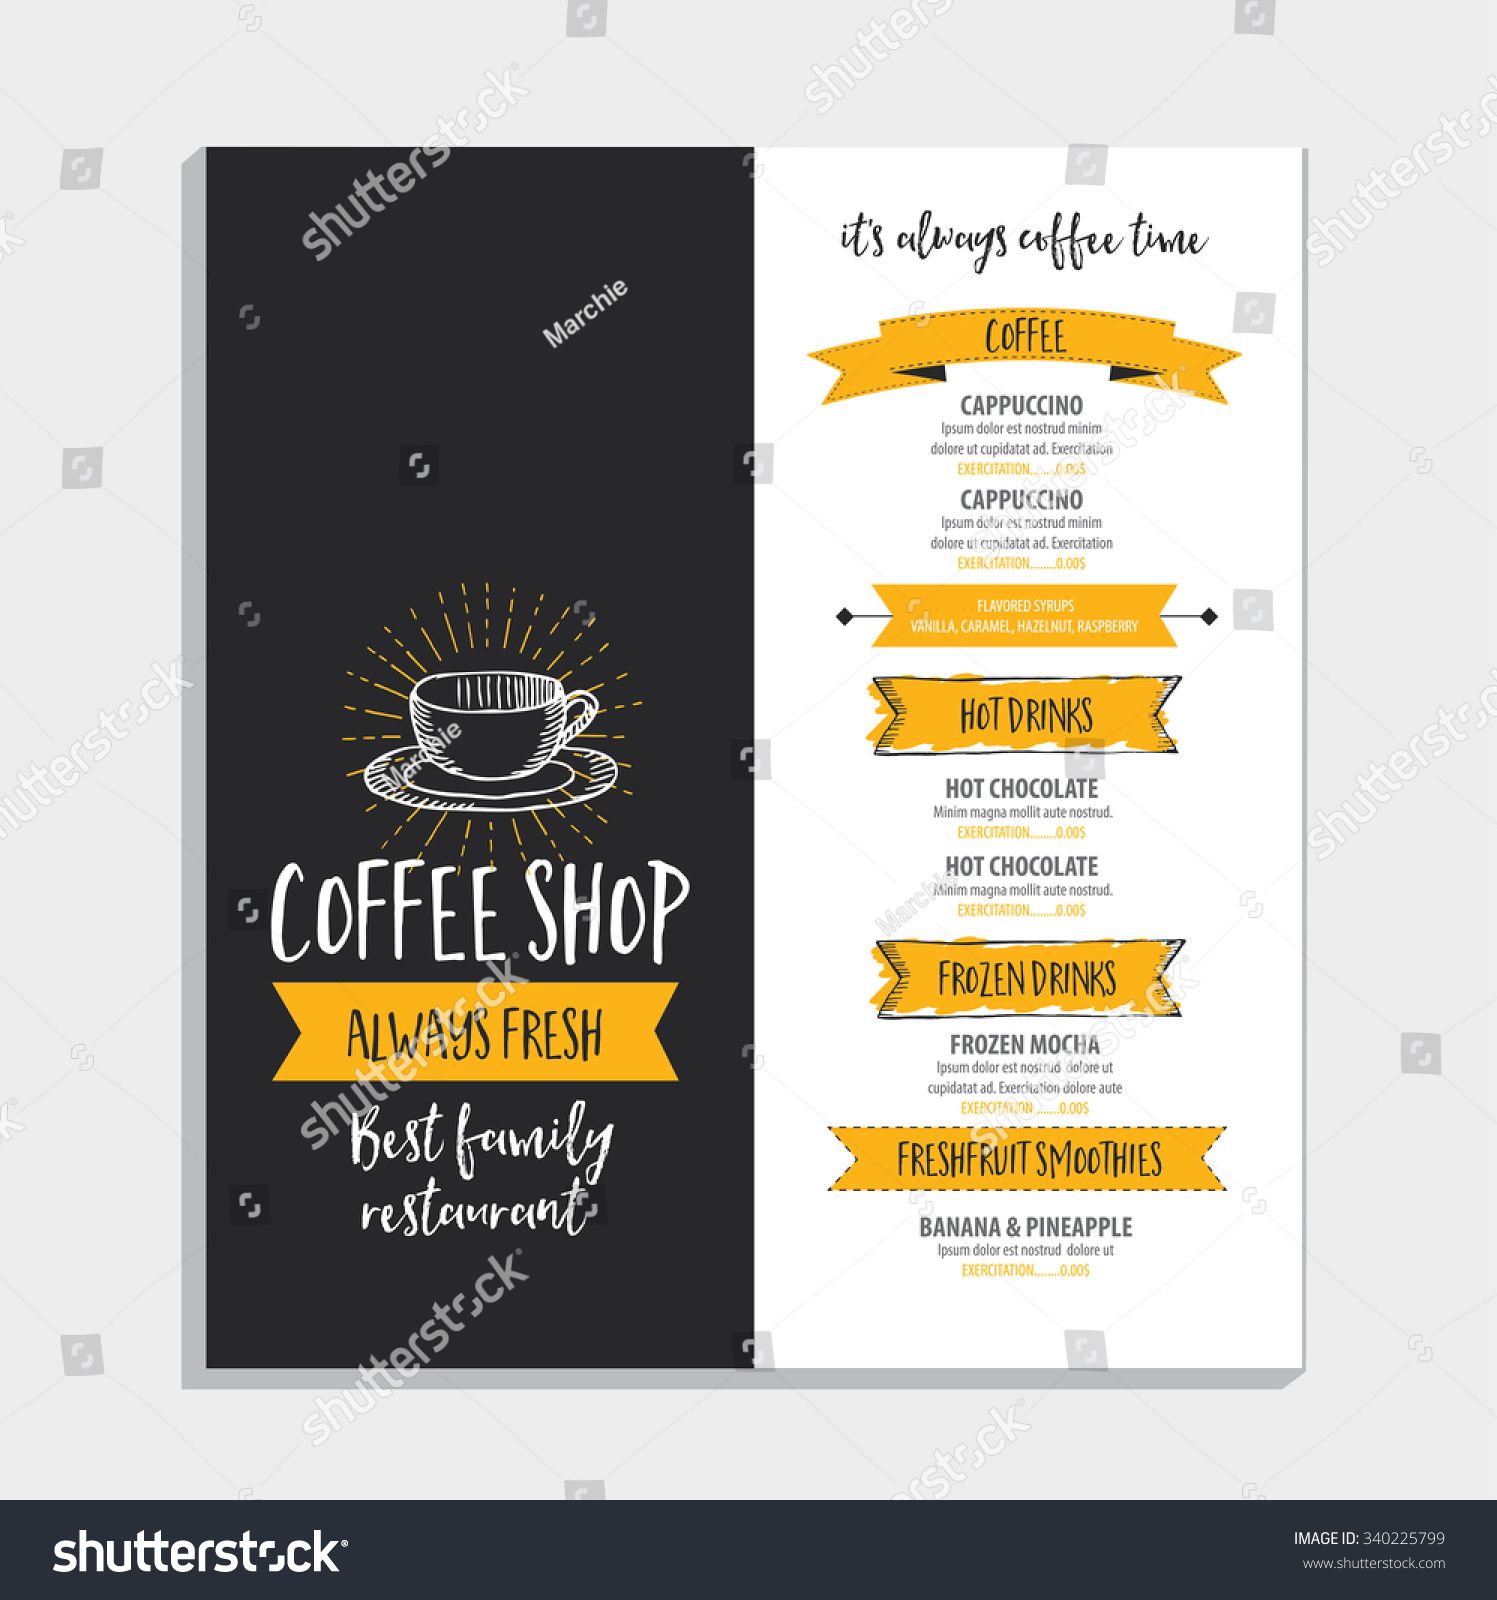 COFFEE SHOP
ALWAYS FRESH
Best family
restaurant
it's always coffee time
COFFEE
CAPPUCCINO
Ipsum dolor est nostrud minim
dolore ut cupidatat ad. Exercitation
EXERCITATION........0.00$
CAPPUCCINO
Ipsum dolor est nostrud minim
dolore ut cupidatat ad. Exercitation
EXERCITATION........0.00$
FLAVORED SYRUPS
VANILLA, CARAMEL, HAZELNUT, RASPBERRY
HOT DRINKS
HOT CHOCOLATE
Minim magna mollit aute nostrud.
EXERCITATION........0.00$
HOT CHOCOLATE
Minim magna mollit aute nostrud.
EXERCITATION........0.00$
FROZEN DRINKS
FROZEN MOCHA
Ipsum dolor est nostrud dolore ut
cupidatat ad. Exercitation dolore aute
EXERCITATION........0.00$
FRESHFRUIT SMOOTHIES
BANANA & PINEAPPLE
Ipsum dolor est nostrud dolore ut
EXERCITATION........0.00$
shutterstock
Marchie
shutterstock
IMAGE ID: 340225799
www.shutterstock.com